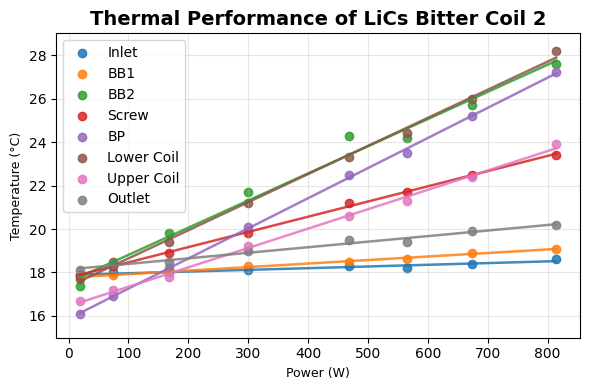 Thermal Performance of LiCs Bitter Coil 2
Temperature (°C)
28
26
24
22
20
18
16
Inlet
BB1
BB2
Screw
BP
Lower Coil
Upper Coil
Outlet
0 100 200 300 400 500 600 700 800
Power (W)